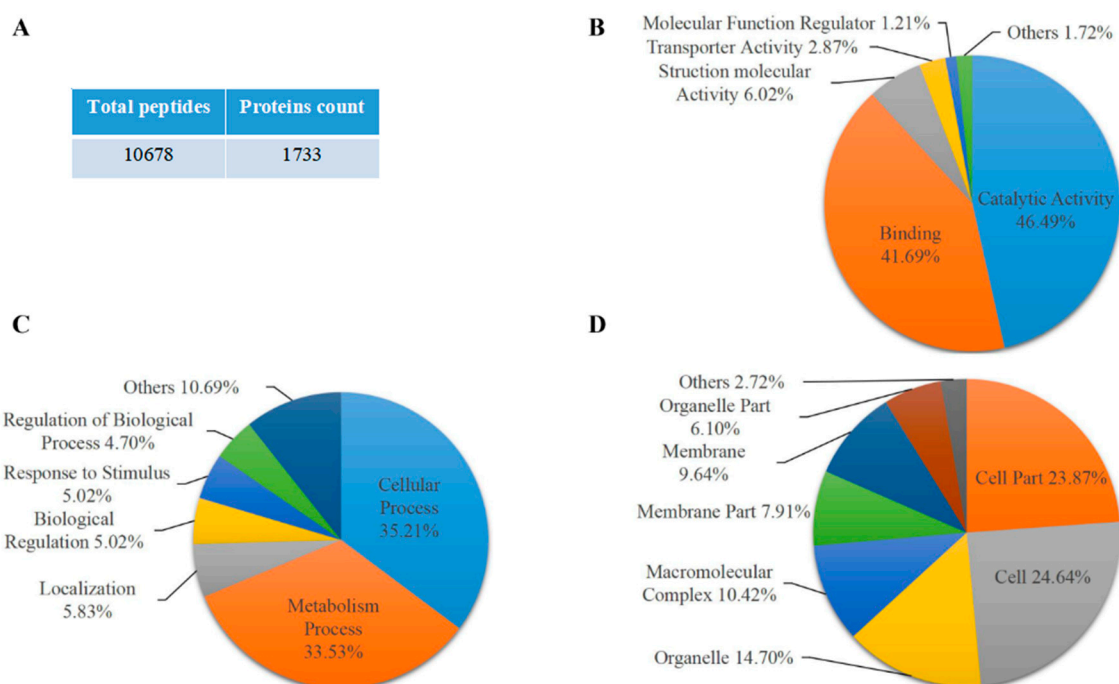 A
Total peptides Proteins count
10678 1733
B
Molecular Function Regulator 1.21%
Transporter Activity 2.87%
Struction molecular
Activity 6.02%
Others 1.72%
Catalytic Activity
46.49%
Binding
41.69%
C
Others 10.69%
Regulation of Biological
Process 4.70%
Response to Stimulus
5.02%
Biological
Regulation 5.02%
Localization
5.83%
Cellular
Process
35.21%
Metabolism
Process
33.53%
D
Others 2.72%
Organelle Part
6.10%
Membrane
9.64%
Membrane Part 7.91%
Macromolecular
Complex 10.42%
Organelle 14.70%
Cell Part 23.87%
Cell 24.64%